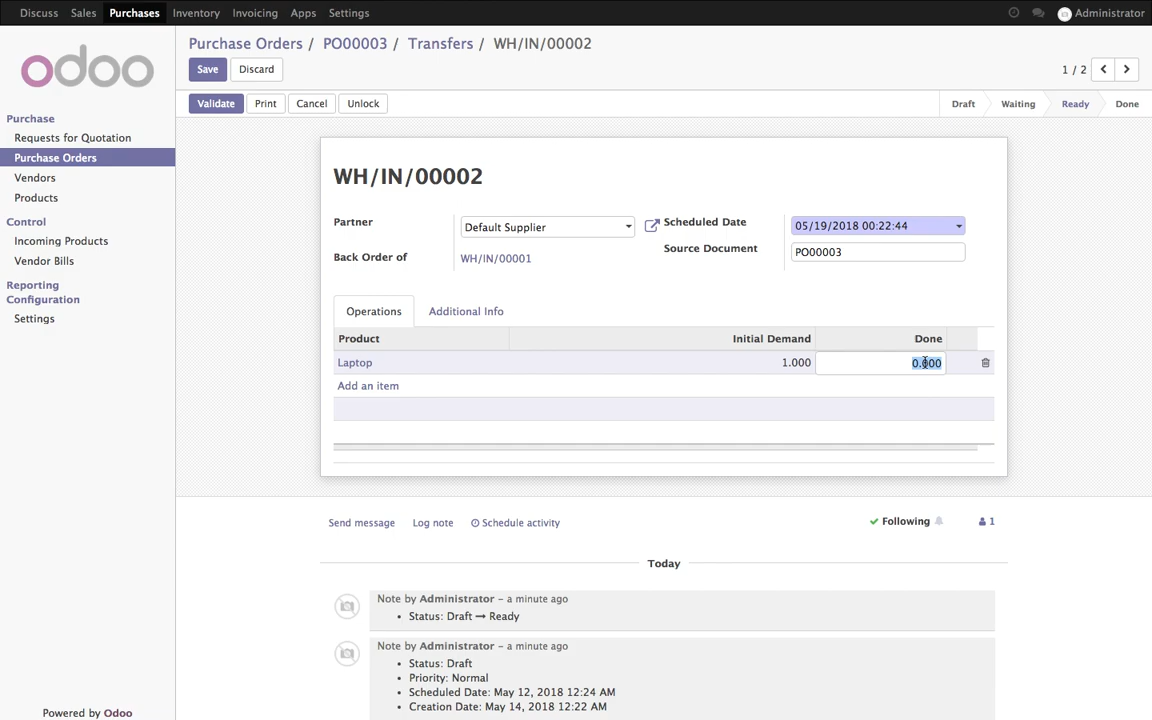 Discuss Sales Purchases Inventory Invoicing Apps Settings Administrator
odoo
Purchase Orders / PO00003 / Transfers / WH/IN/00002
Save Discard 1 / 2
Validate Print Cancel Unlock Draft Waiting Ready Done
Purchase
Requests for Quotation
Purchase Orders
Vendors
Products
Control
Incoming Products
Vendor Bills
Reporting
Configuration
Settings
Powered by Odoo
WH/IN/00002
Partner Default Supplier Scheduled Date 05/19/2018 00:22:44
Back Order of WH/IN/00001 Source Document PO00003
Operations Additional Info
Product Initial Demand Done
Laptop 1.000 0.000
Add an item
Send message Log note Schedule activity Following 1
Today
Note by Administrator – a minute ago
• Status: Draft → Ready
Note by Administrator – a minute ago
• Status: Draft
• Priority: Normal
• Scheduled Date: May 12, 2018 12:24 AM
• Creation Date: May 14, 2018 12:22 AM